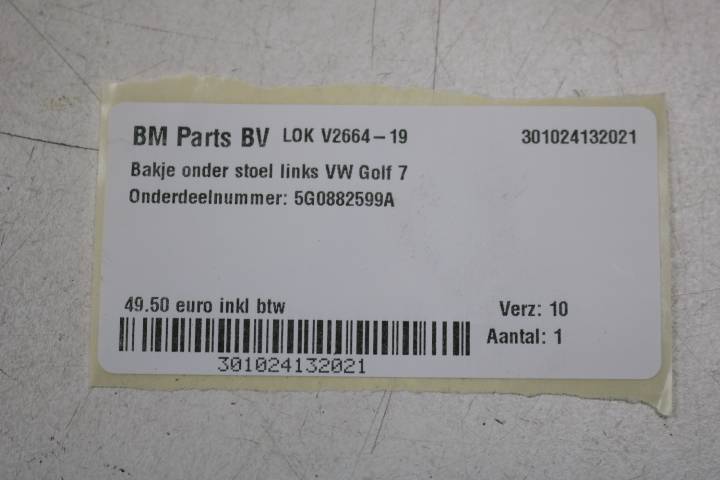 BM Parts BV LOK V2664-19 301024132021
Bakje onder stoel links VW Golf 7
Onderdeelnummer: 5G0882599A
49.50 euro inkl btw Verz: 10
Aantal: 1
301024132021